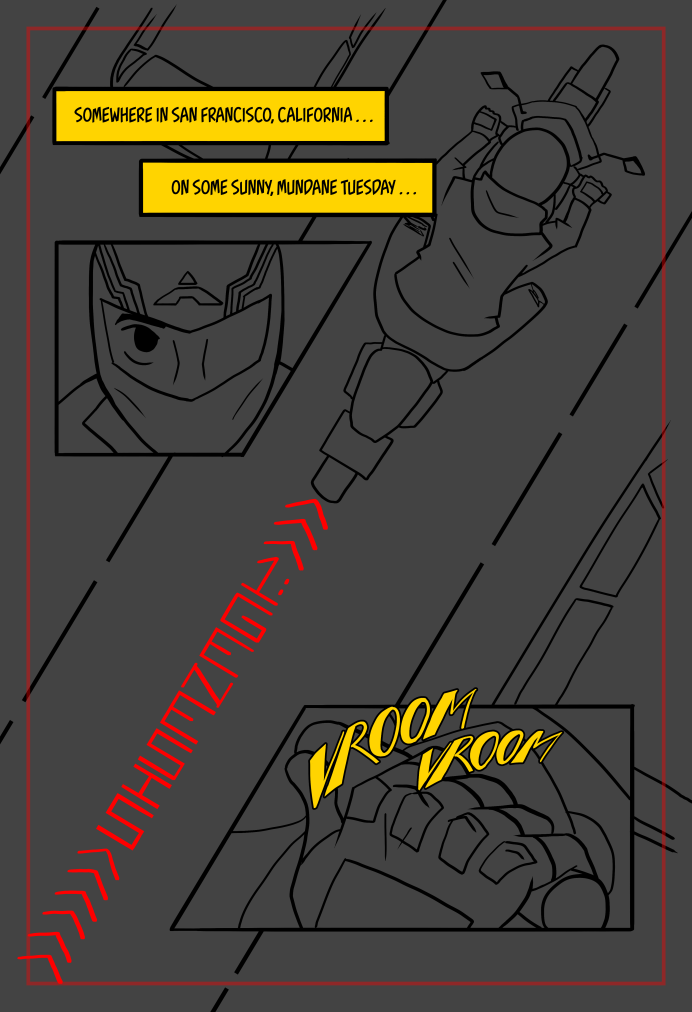 SOMEWHERE IN SAN FRANCISCO, CALIFORNIA . . .
ON SOME SUNNY, MUNDANE TUESDAY . . .
VROOM
VROOM